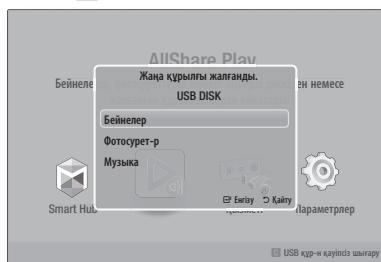 AllShare Play
Бейнеле ен немесе
Жаңа құрылғы жалғанды.
USB DISK
Бейнелер
Фотосурет-р
Музыка
Енгізу Қайту
Smart Hub Параметрлер
USB құр-н қауіпсіз шығару